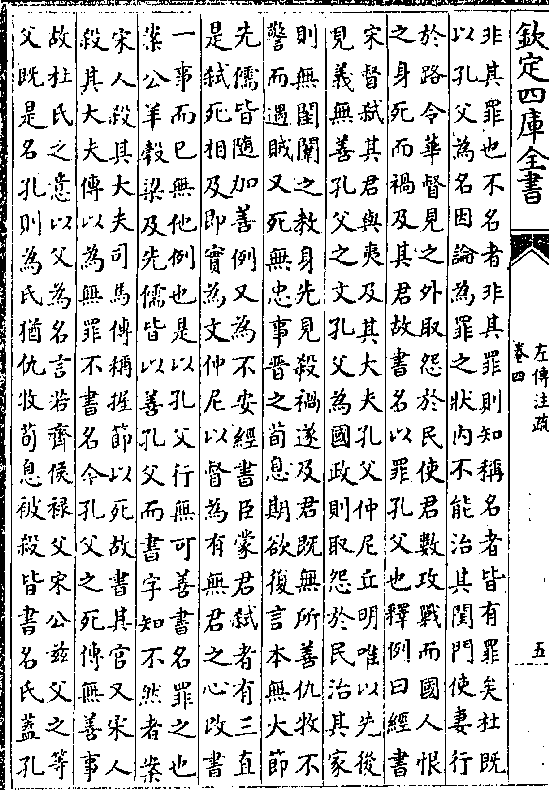 欽定四庫全書
左傳注疏
卷四
五
非其罪也不名者非其罪則知稱名者皆有罪矣杜既
以孔父為名因論為罪之狀内不能治其閨門使妻行
於路令華督見之外取怨於民使君數攻戰而國人恨
之身死而禍及其君故書名以罪孔父也釋例曰經書
宋督弑其君與夷及其大夫孔父仲尼丘明唯以先後
見義無善孔父之文孔父為國政則取怨於民治其家
則無閨閫之教身先見殺禍遂及君既無所善仇牧不
警而遇賊又死無忠事晉之荀息期欲復言本無大節
先儒皆隨加善例又為不安經書臣蒙君弑者有三直
是弑死相及即實為文仲尼以督為有無君之心改書
一事而已無他例也是以孔父行無可善書名罪之也
案公羊穀梁及先儒皆以善孔父而書字知不然者案
宋人殺其大夫司馬傳稱握節以死故書其官又宋人
殺其大夫傳以為無罪不書名今孔父之死傳無善事
故杜氏之意以父為名言若齊侯禄父宋公兹父之等
父既是名孔則為氏猶仇牧荀息被殺皆書名氏蓋孔